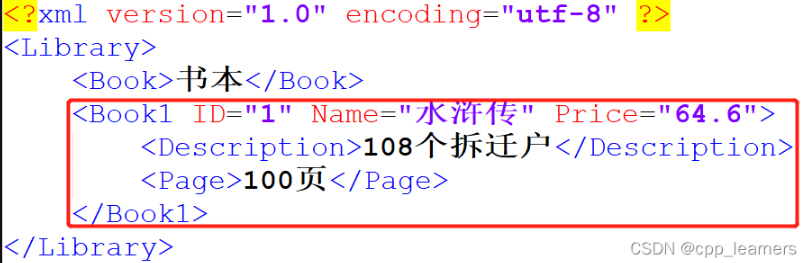 <?xml version="1.0" encoding="utf-8" ?>
<Library>
    <Book>书本</Book>
    <Book1 ID="1" Name="水浒传" Price="64.6">
        <Description>108个拆迁户</Description>
        <Page>100页</Page>
    </Book1>
</Library>
CSDN @cpp_learners